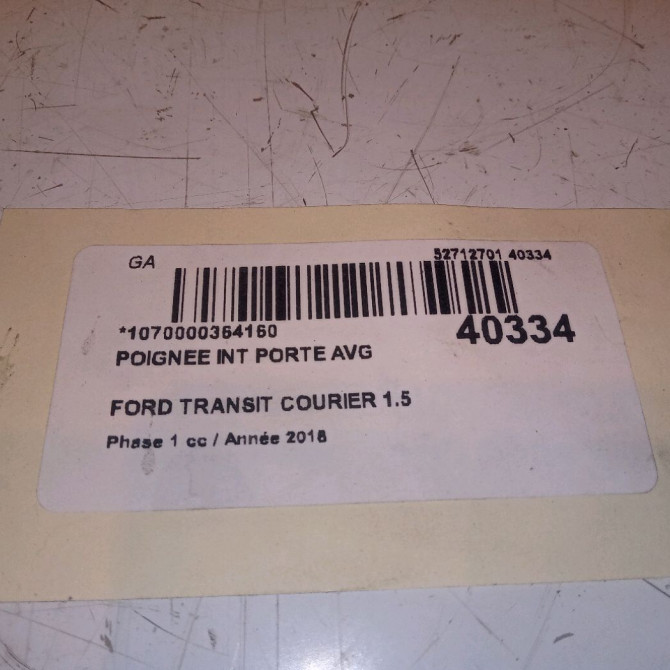 GA
52712701 40334
*1070000364160
40334
POIGNEE INT PORTE AVG
FORD TRANSIT COURIER 1.5
Phase 1 cc / Année 2018